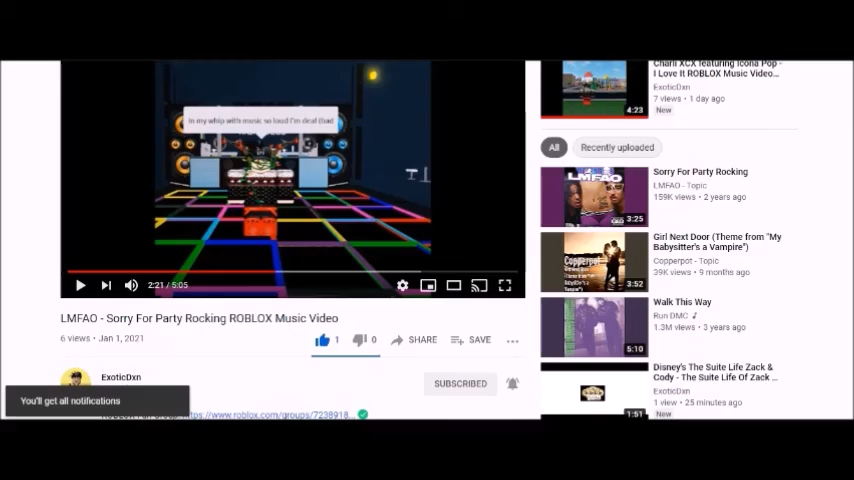 In my whip with music so loud I'm deaf (bad
2:21 / 5:05
LMFAO - Sorry For Party Rocking ROBLOX Music Video
6 views • Jan 1, 2021
1
0
SHARE
SAVE
ExoticDxn
SUBSCRIBED
You'll get all notifications
https://www.roblox.com/groups/7238918...
Charli XCX featuring Icona Pop -
I Love It ROBLOX Music Video...
ExoticDxn
7 views • 1 day ago
New
4:23
All
Recently uploaded
Sorry For Party Rocking
LMFAO - Topic
159K views • 2 years ago
LMFAO
3:25
Girl Next Door (Theme from "My
Babysitter's a Vampire")
Copperpot - Topic
39K views • 9 months ago
Copperpot
3:52
Walk This Way
Run DMC ♪
1.3M views • 3 years ago
5:10
Disney's The Suite Life Zack &
Cody - The Suite Life Of Zack ...
ExoticDxn
1 view • 25 minutes ago
New
1:51